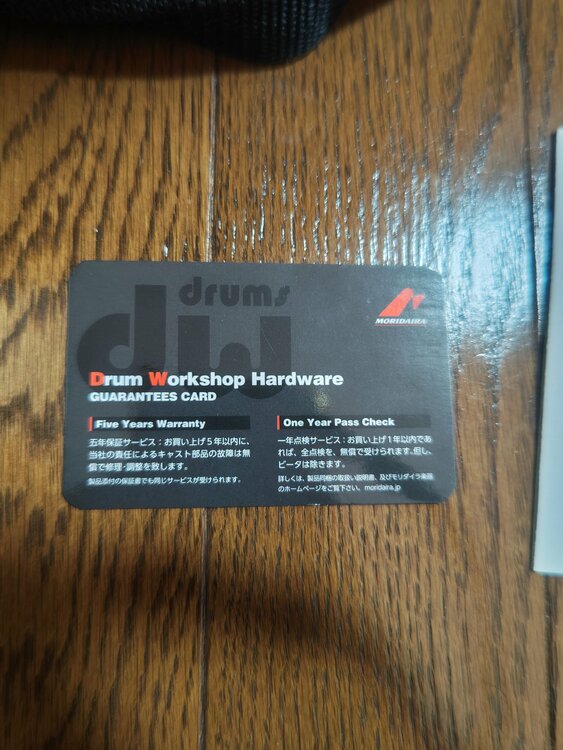 drums
dw
MORIDAIRA
Drum Workshop Hardware
GUARANTEES CARD
Five Years Warranty
五年保証サービス：お買い上げ5年以内に、
当社の責任によるキャスト部品の故障は無
償で修理・調整を致します。
製品添付の保証書でも同じサービスが受けられます。
One Year Pass Check
一年点検サービス：お買い上げ1年以内であ
れば、全点検を、無償で受けられます。但し、
ビータは除きます。
詳しくは、製品同梱の取扱い説明書、及びモリダイラ楽器
のホームページをご覧下さい。moridaira.jp